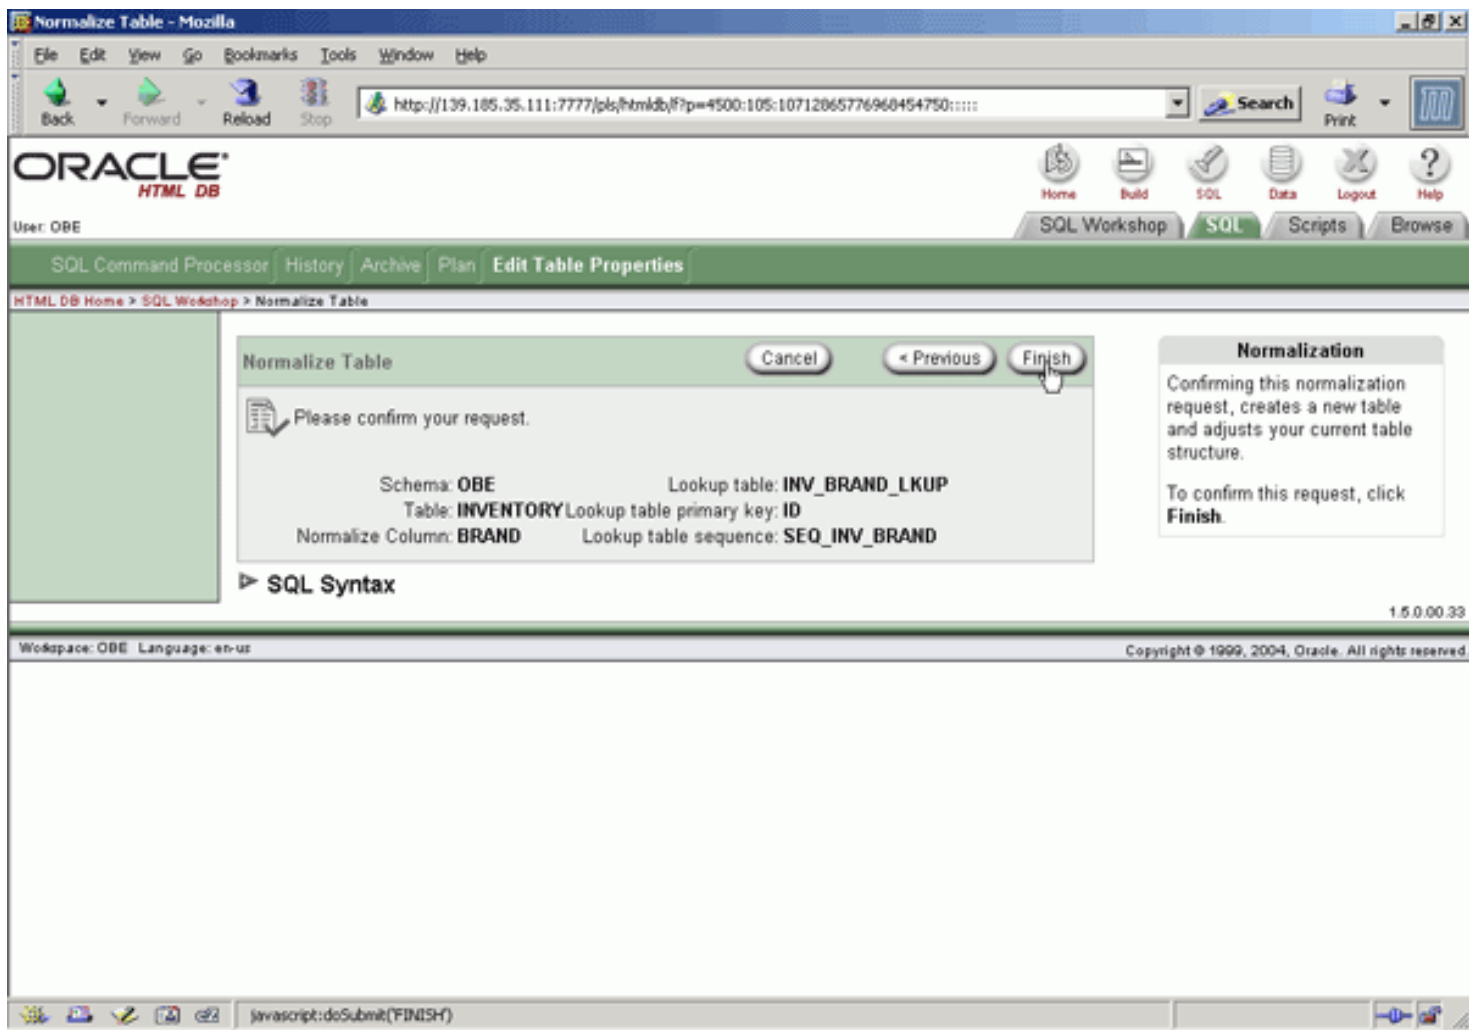 Normalize Table - Mozilla
File Edit View Go Bookmarks Tools Window Help
Back Forward Reload Stop http://139.185.35.111:7777/pls/htmldb/f?p=4500:105:10712865776968454750::::: Search Print
ORACLE
HTML DB
Home Build SQL Data Logout Help
User: OBE
SQL Workshop SQL Scripts Browse
SQL Command Processor History Archive Plan Edit Table Properties
HTML DB Home > SQL Workshop > Normalize Table
Normalize Table Cancel < Previous Finish
Please confirm your request.
Schema: OBE Lookup table: INV_BRAND_LKUP
Table: INVENTORY Lookup table primary key: ID
Normalize Column: BRAND Lookup table sequence: SEQ_INV_BRAND
SQL Syntax
Normalization
Confirming this normalization
request, creates a new table
and adjusts your current table
structure.
To confirm this request, click
Finish.
1.5.0.00.33
Workspace: OBE Language: en-us
Copyright © 1999, 2004, Oracle. All rights reserved.
javascript:doSubmit('FINISH')